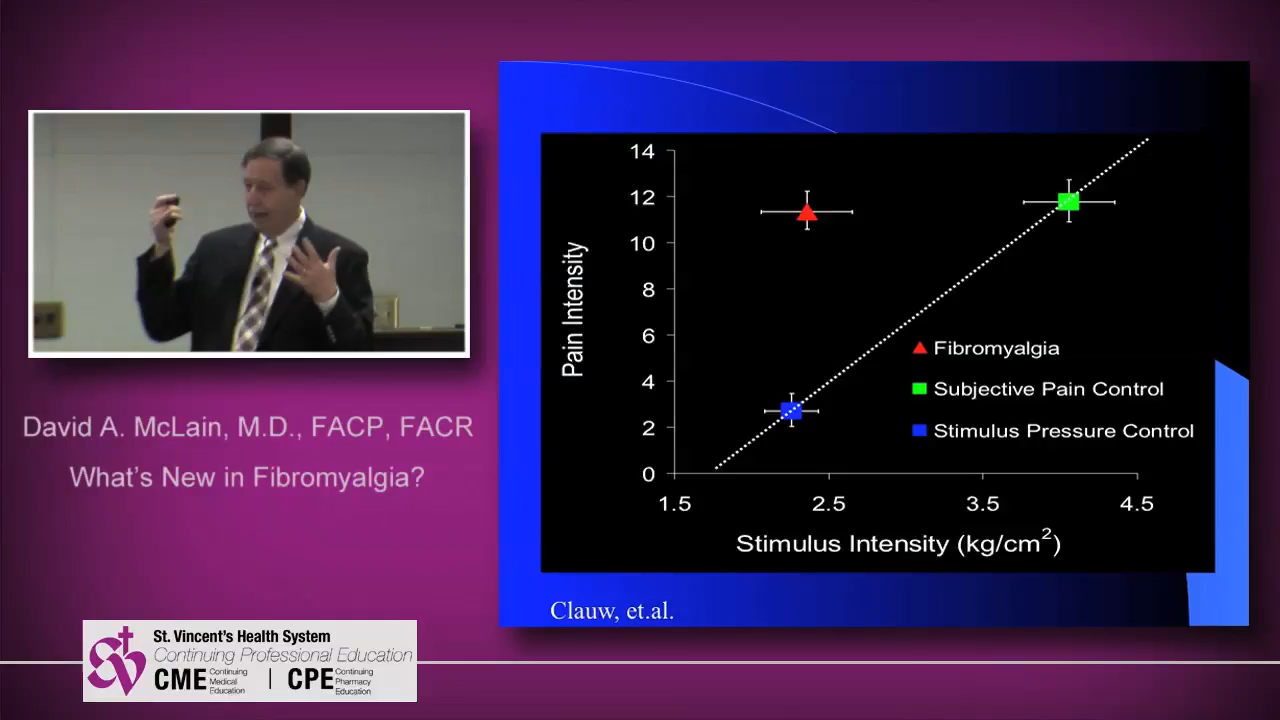 David A. McLain, M.D., FACP, FACR
What's New in Fibromyalgia?
St. Vincent's Health System
Continuing Professional Education
CME Continuing Medical Education | CPE Continuing Pharmacy Education
14
12
10
8
6
4
2
0
Pain Intensity
Fibromyalgia
Subjective Pain Control
Stimulus Pressure Control
1.5 2.5 3.5 4.5
Stimulus Intensity (kg/cm²)
Clauw, et.al.